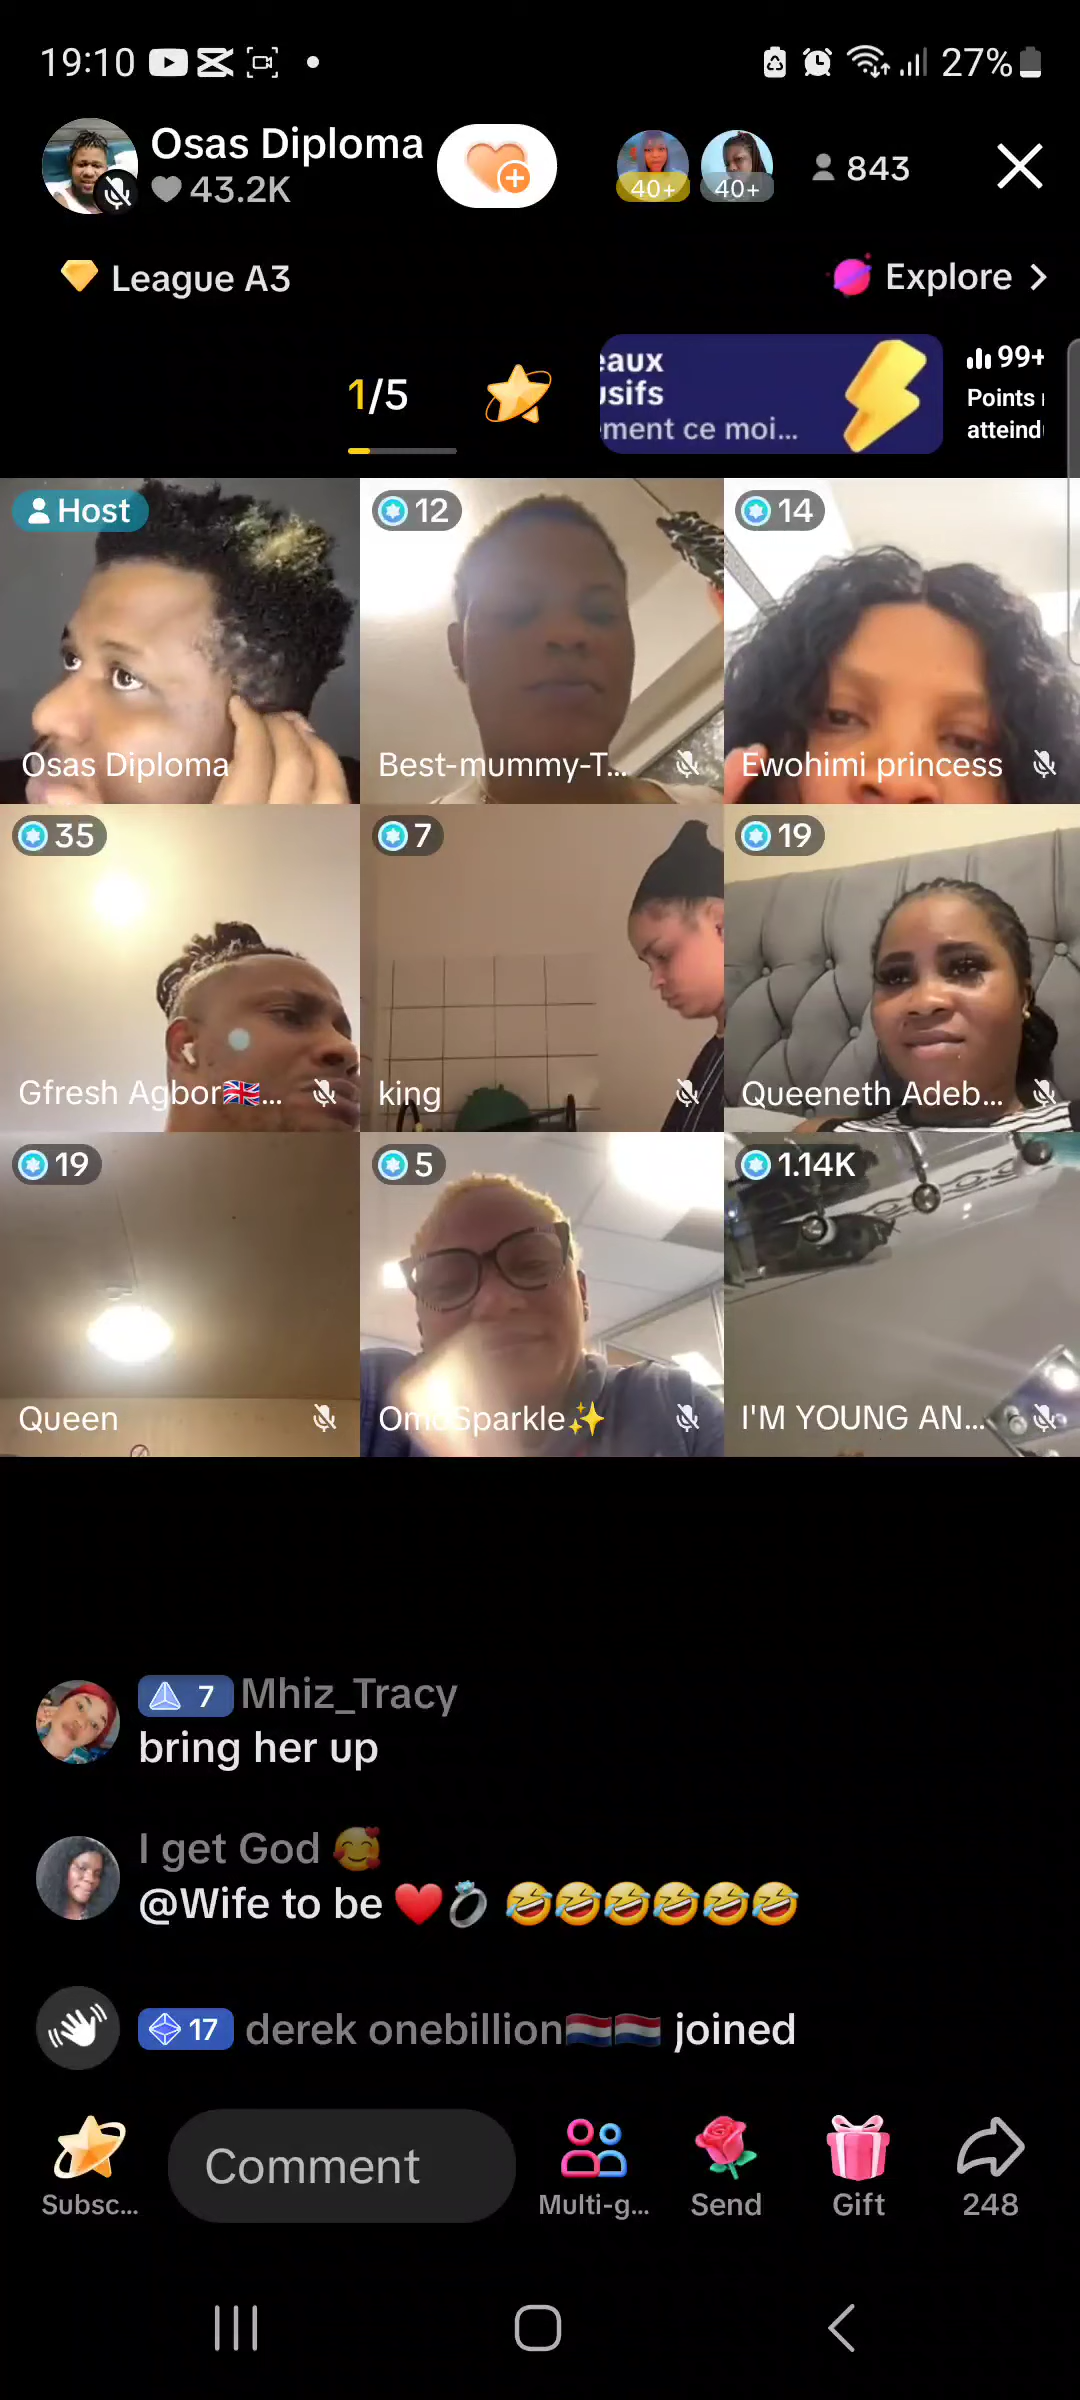 19:10
27%
Osas Diploma
43.2K
40+
40+
843
League A3
Explore
1/5
eaux
usifs
ment ce moi...
99+
Points
atteind
Host
Osas Diploma
12
Best-mummy-T...
14
Ewohimi princess
35
Gfresh Agbor🇬🇧...
7
king
19
Queeneth Adeb...
19
Queen
5
OmoSparkle✨
1.14K
I'M YOUNG AN...
7 Mhiz_Tracy
bring her up
I get God 🥰
@Wife to be ❤️💍 🤣🤣🤣🤣🤣🤣
17 derek onebillion🇳🇱🇳🇱 joined
Subsc...
Comment
Multi-g...
Send
Gift
248